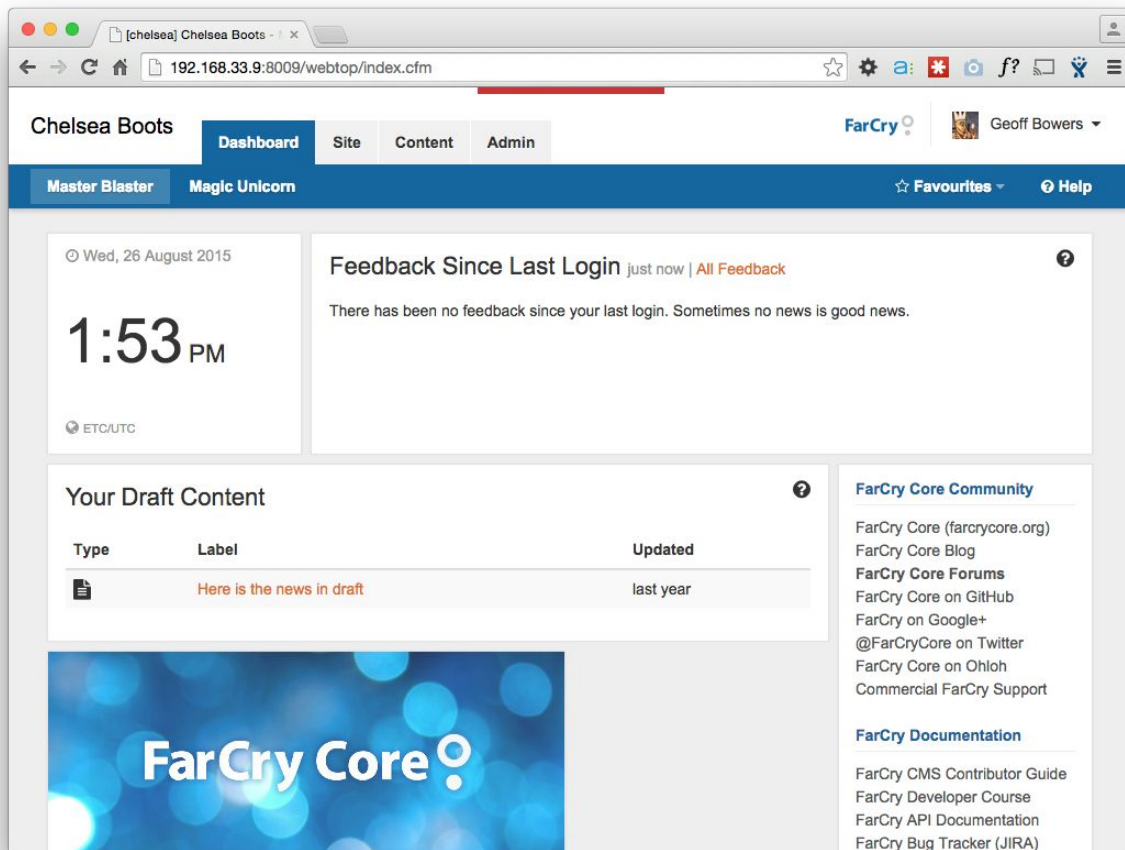 [chelsea] Chelsea Boots -
192.168.33.9:8009/webtop/index.cfm
a:
f?
Chelsea Boots
Dashboard
Site
Content
Admin
FarCry
Geoff Bowers
Master Blaster
Magic Unicorn
Favourites
Help
Wed, 26 August 2015
1:53 PM
ETC/UTC
Feedback Since Last Login just now | All Feedback
There has been no feedback since your last login. Sometimes no news is good news.
Your Draft Content
Type Label Updated
Here is the news in draft last year
FarCry Core
FarCry Core Community
FarCry Core (farcrycore.org)
FarCry Core Blog
FarCry Core Forums
FarCry Core on GitHub
FarCry on Google+
@FarCryCore on Twitter
FarCry Core on Ohloh
Commercial FarCry Support
FarCry Documentation
FarCry CMS Contributor Guide
FarCry Developer Course
FarCry API Documentation
FarCry Bug Tracker (JIRA)